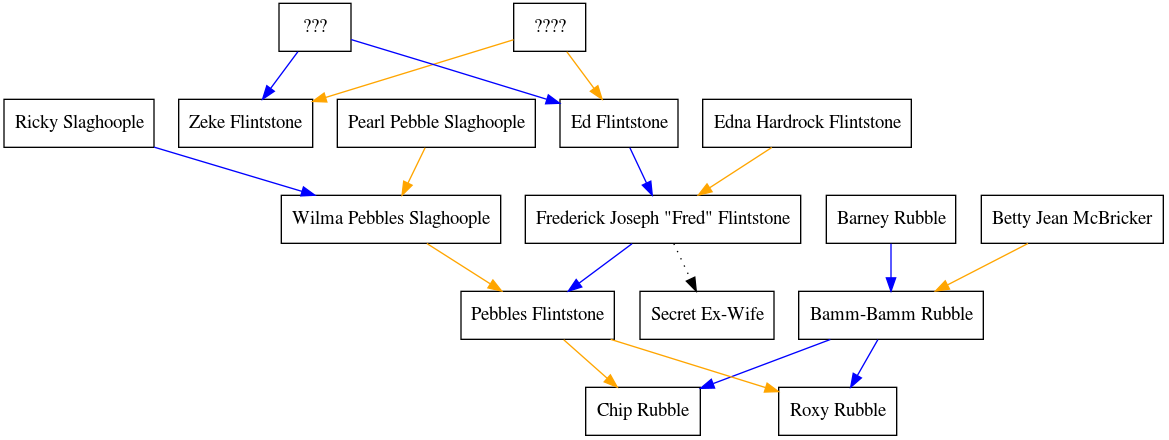 ???
????
Ricky Slaghoople
Zeke Flintstone
Pearl Pebble Slaghoople
Ed Flintstone
Edna Hardrock Flintstone
Wilma Pebbles Slaghoople
Frederick Joseph "Fred" Flintstone
Barney Rubble
Betty Jean McBricker
Pebbles Flintstone
Secret Ex-Wife
Bamm-Bamm Rubble
Chip Rubble
Roxy Rubble